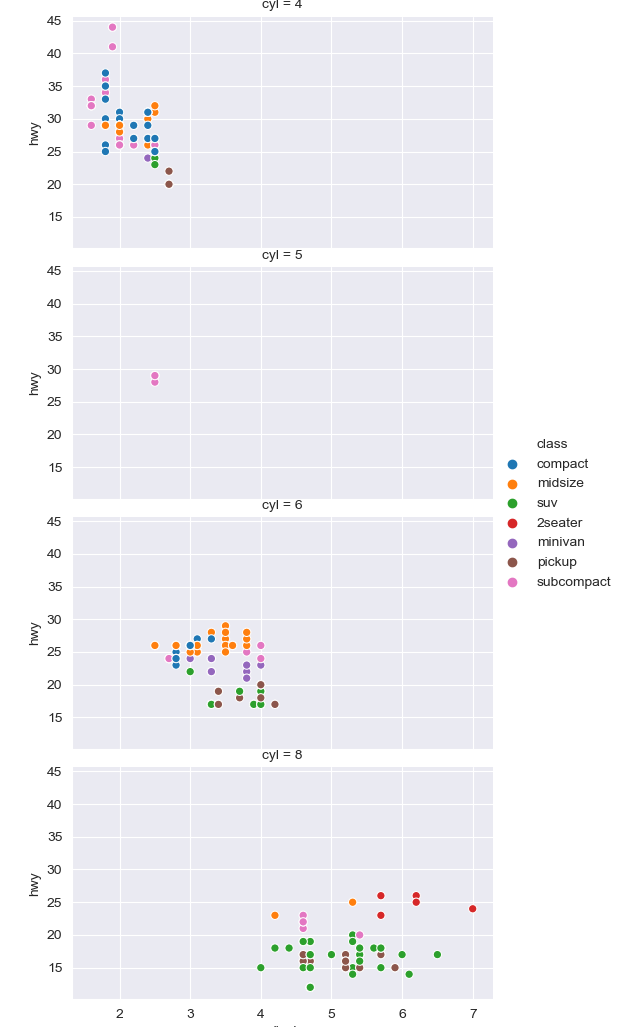 cyl = 4
45
40
35
30
25
20
15
hwy
cyl = 5
45
40
35
30
25
20
15
hwy
class
compact
midsize
suv
2seater
minivan
pickup
subcompact
cyl = 6
45
40
35
30
25
20
15
hwy
cyl = 8
45
40
35
30
25
20
15
hwy
2 3 4 5 6 7